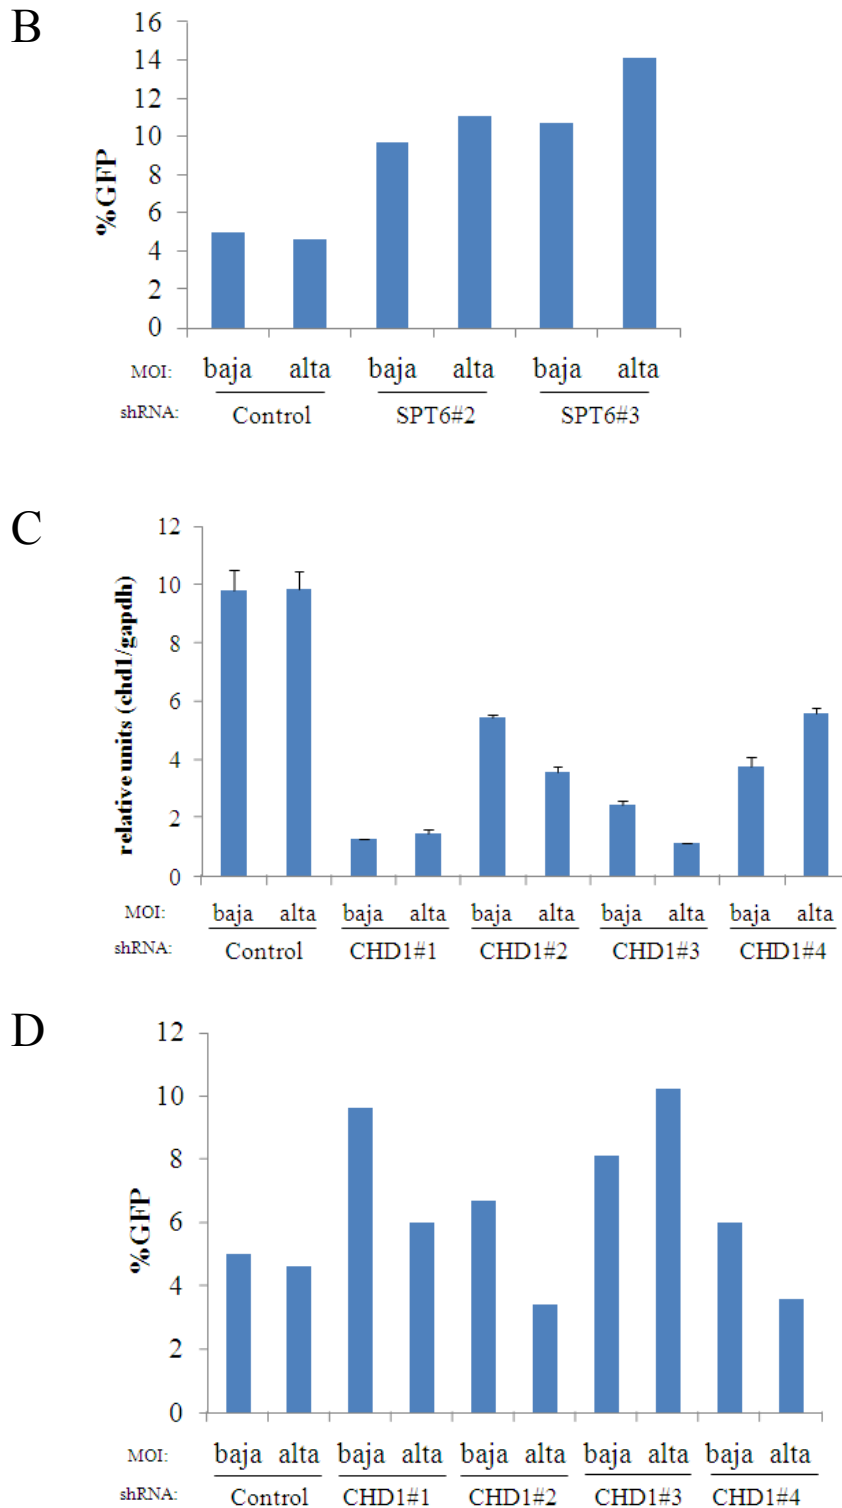 B
16
14
12
10
8
6
4
2
0
%GFP
MOI: baja alta baja alta baja alta
shRNA: Control SPT6#2 SPT6#3
C
12
10
8
6
4
2
0
relative units (chd1/gapdh)
MOI: baja alta baja alta baja alta baja alta baja alta
shRNA: Control CHD1#1 CHD1#2 CHD1#3 CHD1#4
D
12
10
8
6
4
2
0
%GFP
MOI: baja alta baja alta baja alta baja alta baja alta
shRNA: Control CHD1#1 CHD1#2 CHD1#3 CHD1#4